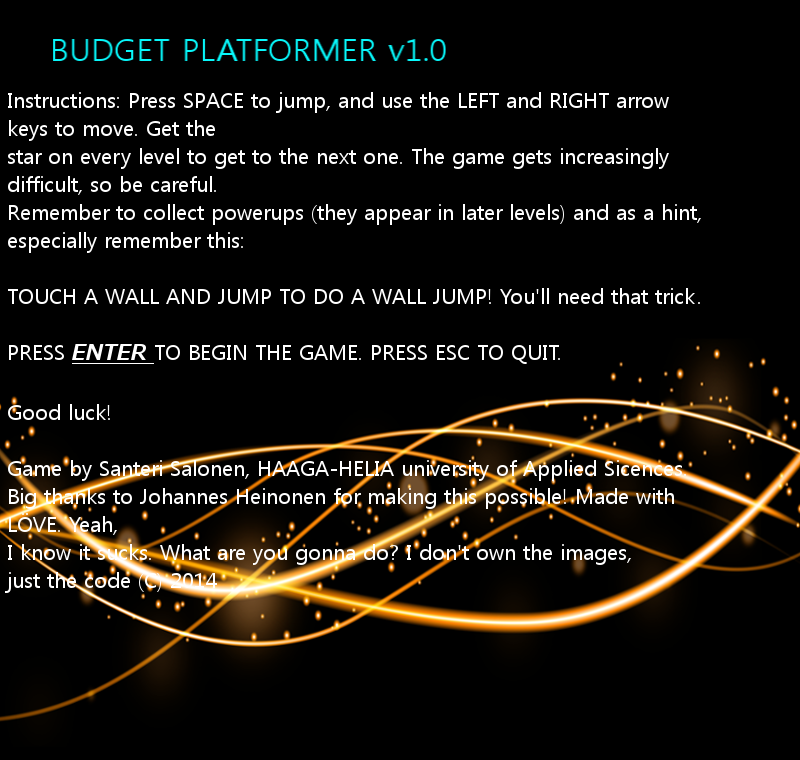 BUDGET PLATFORMER v1.0
Instructions: Press SPACE to jump, and use the LEFT and RIGHT arrow
keys to move. Get the
star on every level to get to the next one. The game gets increasingly
difficult, so be careful.
Remember to collect powerups (they appear in later levels) and as a hint,
especially remember this:
TOUCH A WALL AND JUMP TO DO A WALL JUMP! You'll need that trick.
PRESS ENTER TO BEGIN THE GAME. PRESS ESC TO QUIT.
Good luck!
Game by Santeri Salonen, HAAGA-HELIA university of Applied Sicences.
Big thanks to Johannes Heinonen for making this possible! Made with
LÖVE. Yeah,
I know it sucks. What are you gonna do? I don't own the images,
just the code (C) 2014